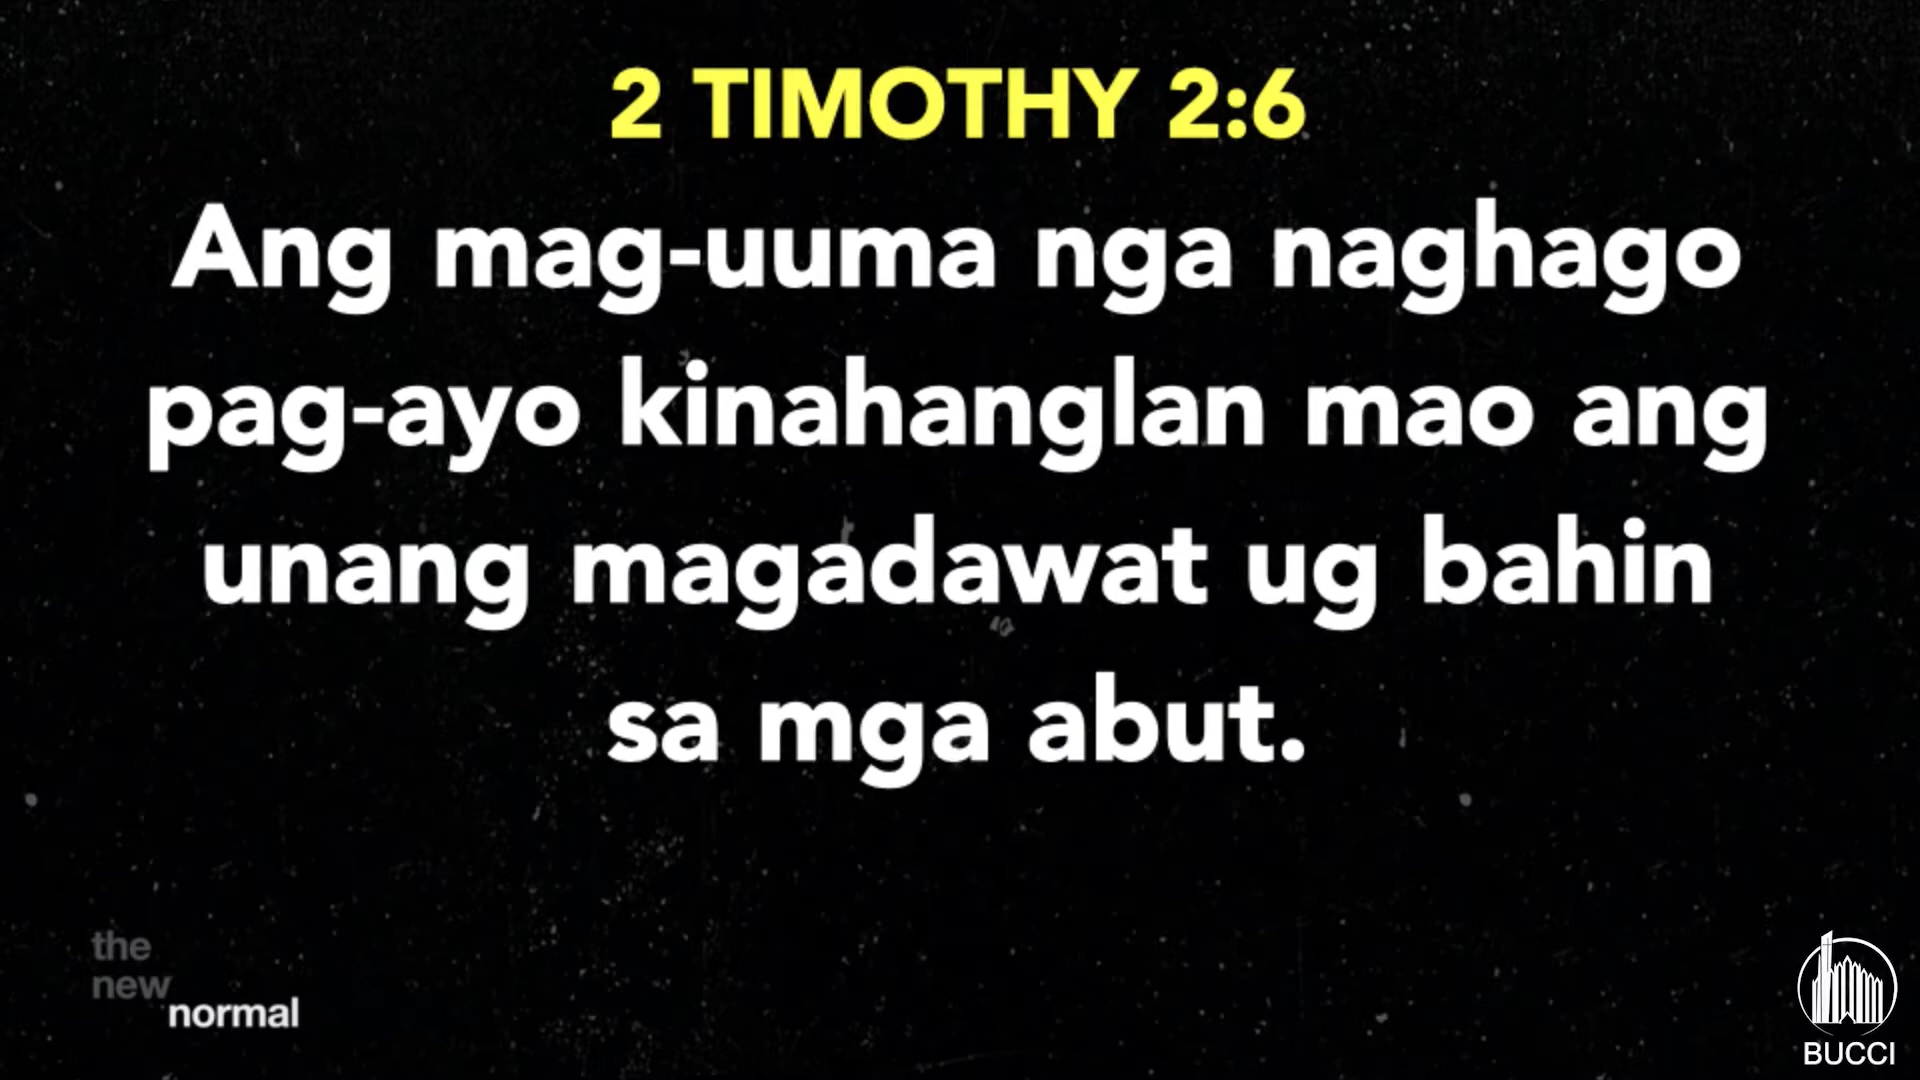 2 TIMOTHY 2:6
Ang mag-uuma nga naghago
pag-ayo kinahanglan mao ang
unang magadawat ug bahin
sa mga abut.
the
new
normal
BUCCI